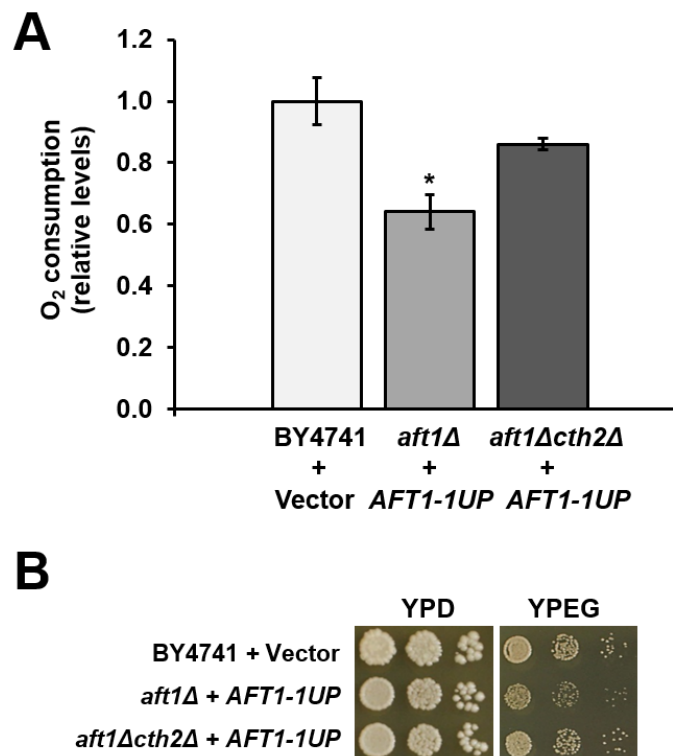 A
O2 consumption
(relative levels)
1.2
1.0
0.8
0.6
0.4
0.2
0.0
*
BY4741 aft1Δ aft1Δcth2Δ
+ + +
Vector AFT1-1UP AFT1-1UP
B
YPD YPEG
BY4741 + Vector
aft1Δ + AFT1-1UP
aft1Δcth2Δ + AFT1-1UP